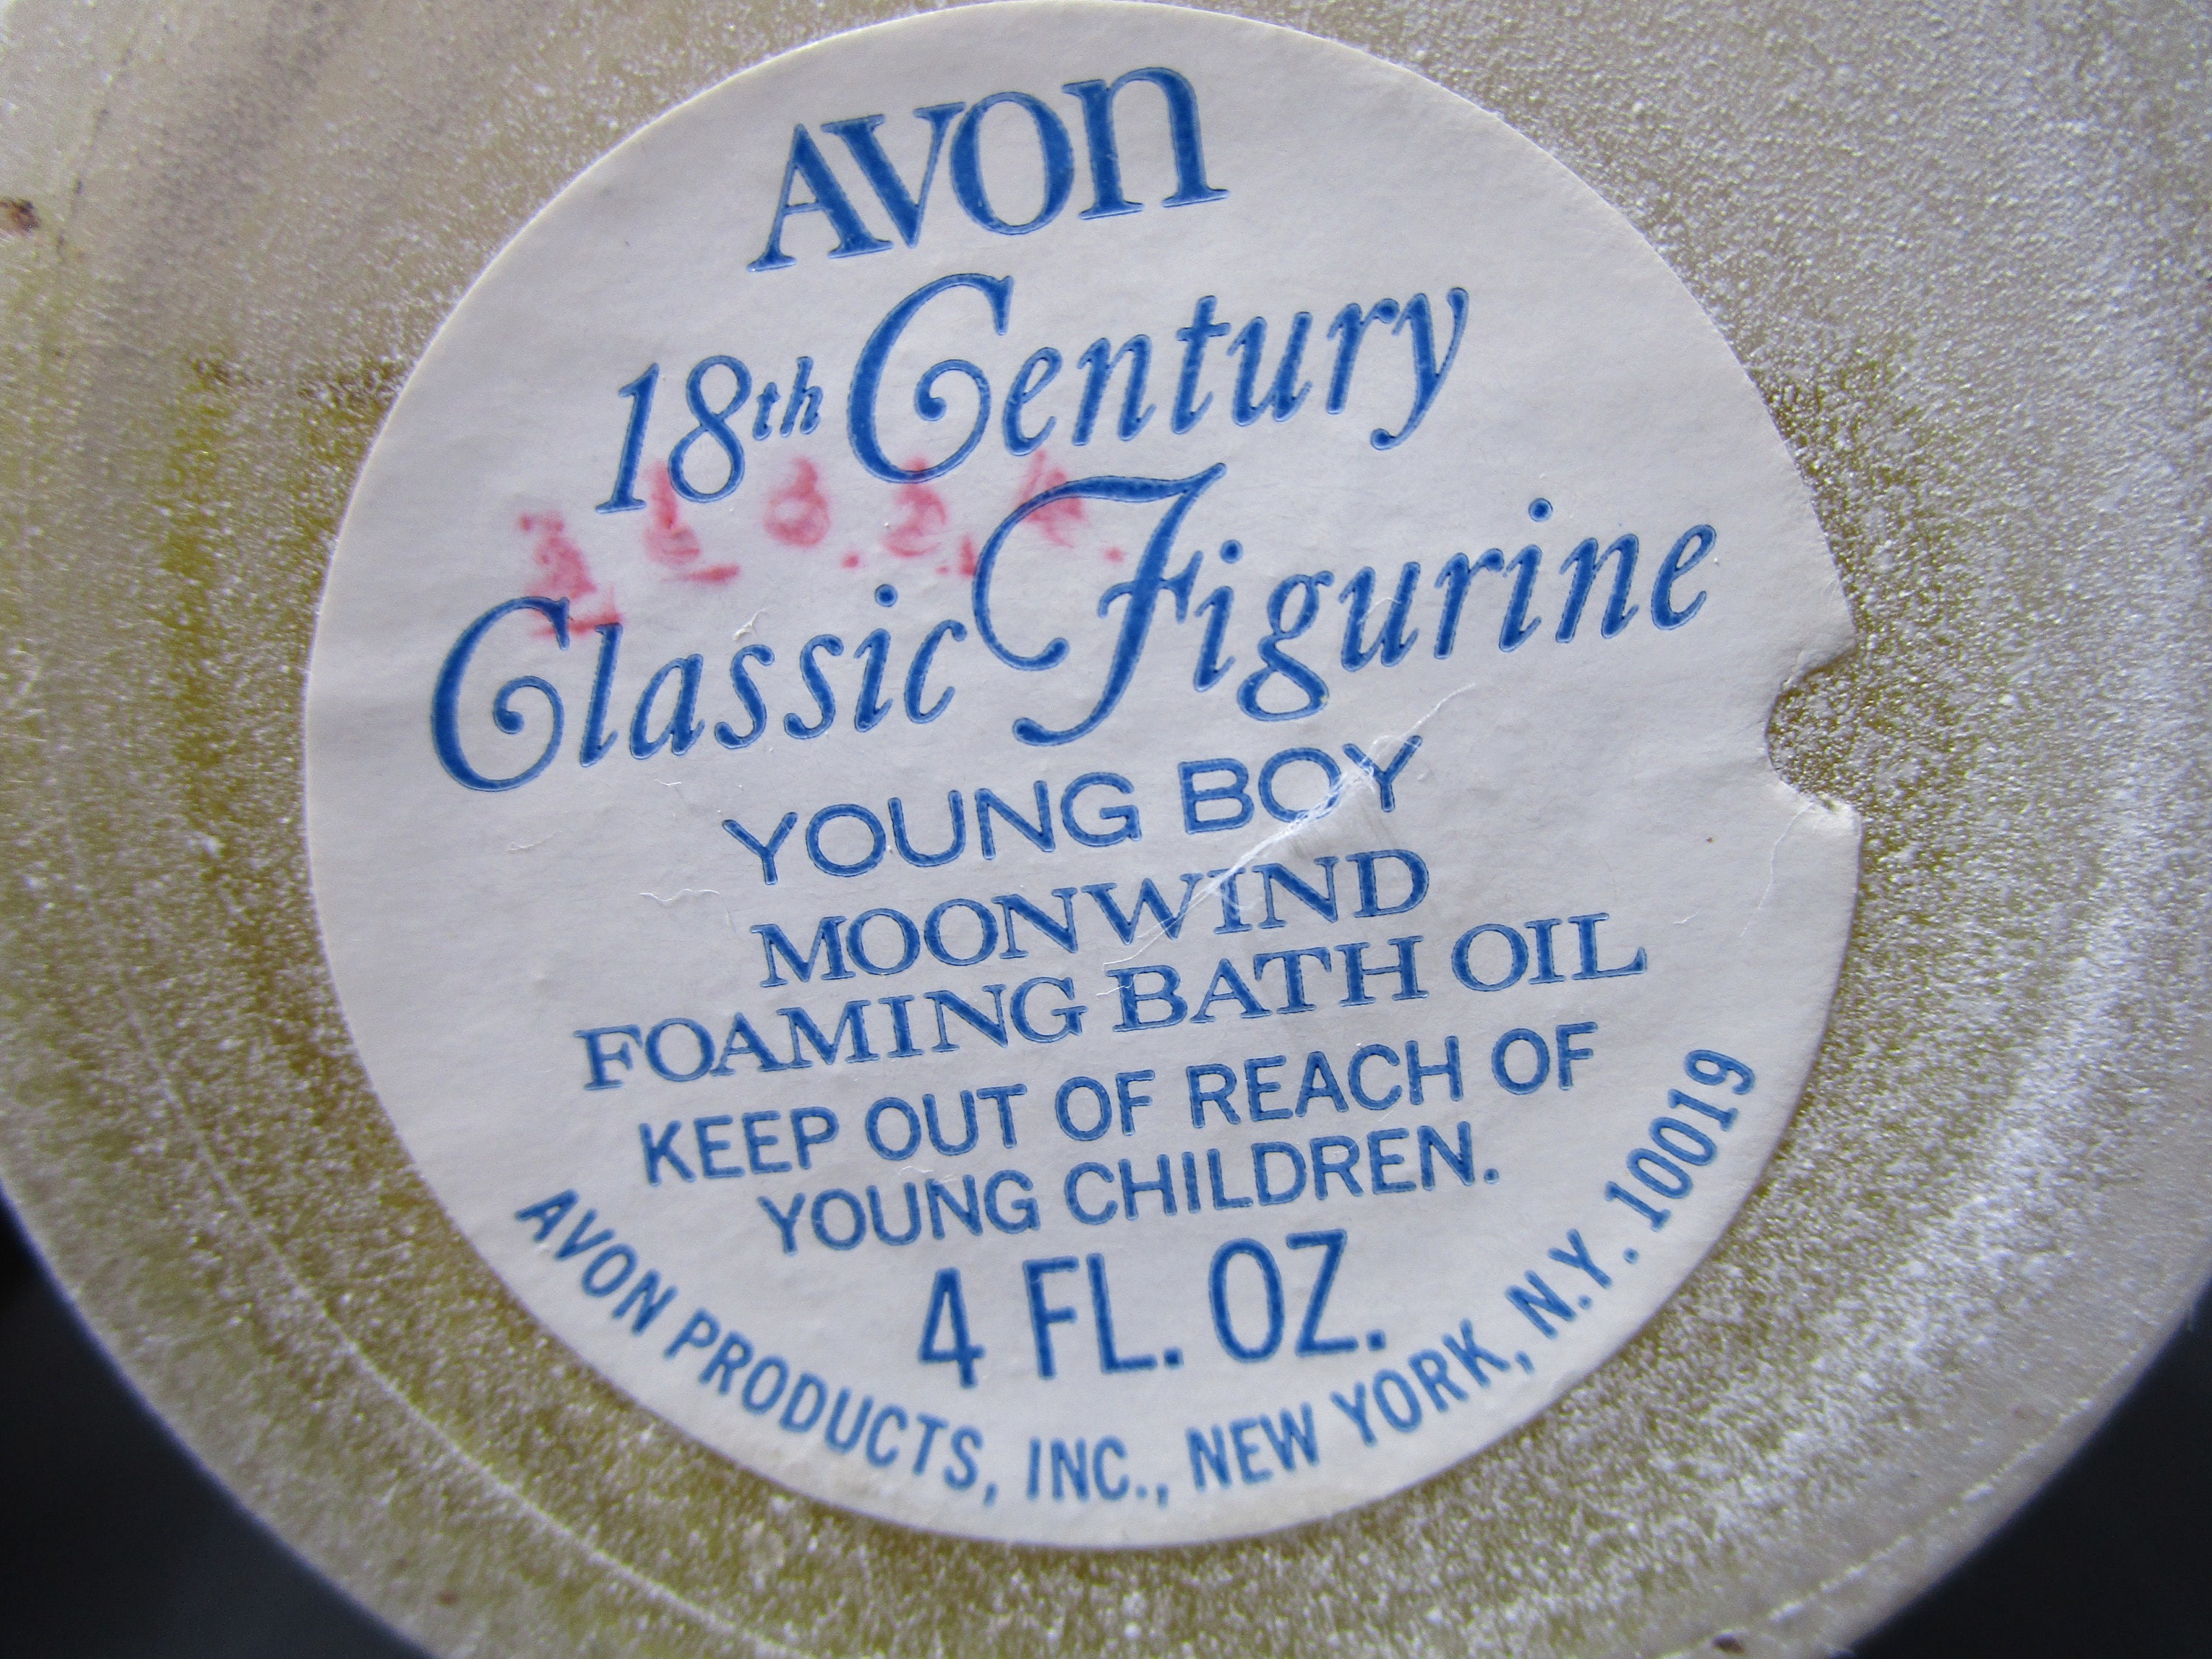 AVON
18th Century
Classic Figurine
YOUNG BOY
MOONWIND
FOAMING BATH OIL
KEEP OUT OF REACH OF
YOUNG CHILDREN.
4 FL. OZ.
AVON PRODUCTS, INC., NEW YORK, N.Y. 10019